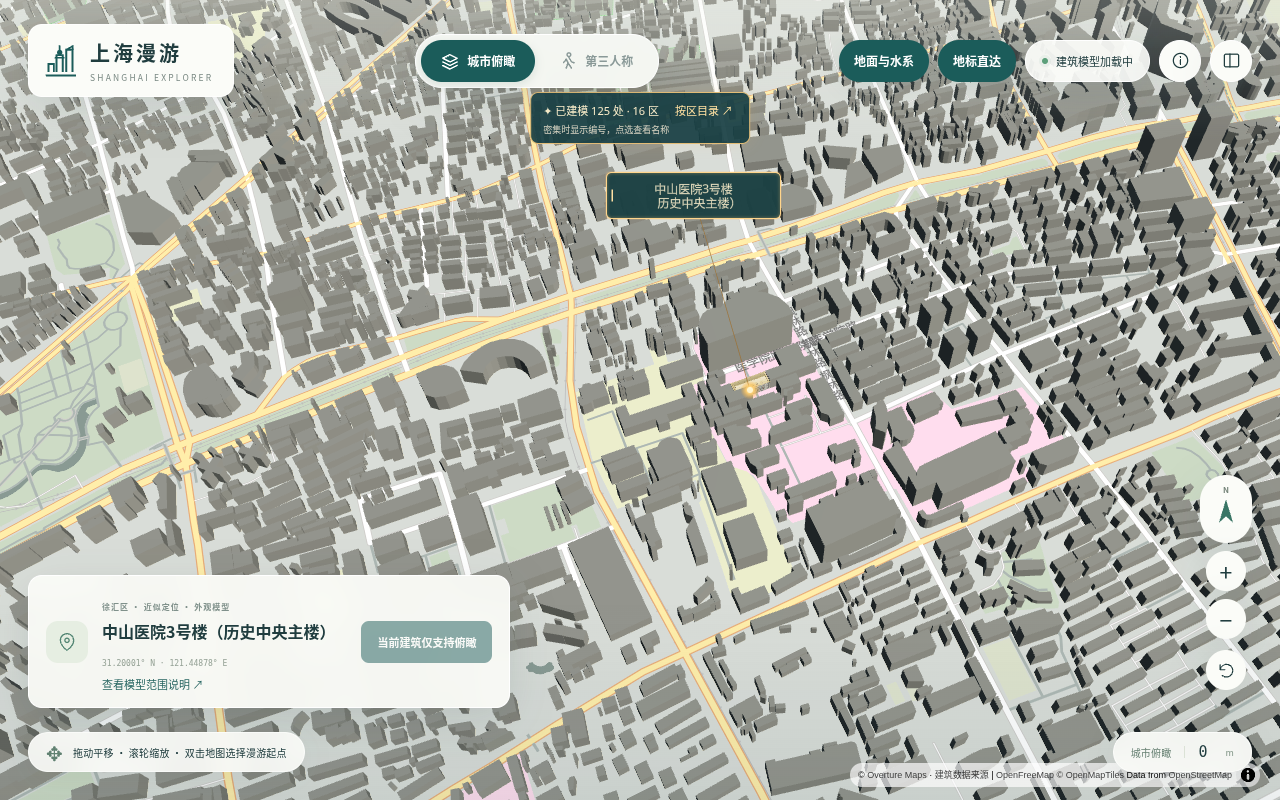 上海漫游
SHANGHAI EXPLORER
城市俯瞰
第三人称
地面与水系
地标直达
建筑模型加载中
✦ 已建模 125 处 · 16 区 按区目录 ↗
密集时显示编号，点选查看名称
中山医院3号楼
历史中央主楼）
医学院
N
徐汇区 · 近似定位 · 外观模型
中山医院3号楼（历史中央主楼）
当前建筑仅支持俯瞰
31.20001° N · 121.44878° E
查看模型范围说明 ↗
拖动平移 · 滚轮缩放 · 双击地图选择漫游起点
城市俯瞰 0 m
© Overture Maps · 建筑数据来源 | OpenFreeMap © OpenMapTiles Data from OpenStreetMap